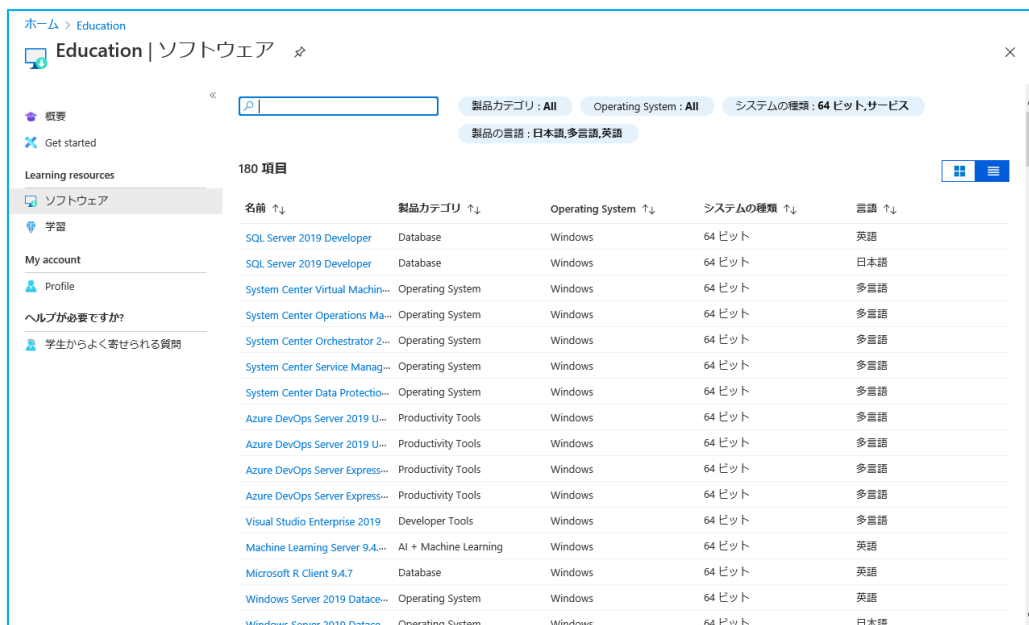 ホーム > Education
Education | ソフトウェア
«
概要
Get started
Learning resources
ソフトウェア
学習
My account
Profile
ヘルプが必要ですか?
学生からよく寄せられる質問
製品カテゴリ : All Operating System : All システムの種類 : 64 ビット,サービス
製品の言語 : 日本語,多言語,英語
180 項目
名前 ↑↓ 製品カテゴリ ↑↓ Operating System ↑↓ システムの種類 ↑↓ 言語 ↑↓
SQL Server 2019 Developer Database Windows 64 ビット 英語
SQL Server 2019 Developer Database Windows 64 ビット 日本語
System Center Virtual Machin... Operating System Windows 64 ビット 多言語
System Center Operations Ma... Operating System Windows 64 ビット 多言語
System Center Orchestrator 2... Operating System Windows 64 ビット 多言語
System Center Service Manag... Operating System Windows 64 ビット 多言語
System Center Data Protectio... Operating System Windows 64 ビット 多言語
Azure DevOps Server 2019 U... Productivity Tools Windows 64 ビット 多言語
Azure DevOps Server 2019 U... Productivity Tools Windows 64 ビット 多言語
Azure DevOps Server Express... Productivity Tools Windows 64 ビット 多言語
Azure DevOps Server Express... Productivity Tools Windows 64 ビット 多言語
Visual Studio Enterprise 2019 Developer Tools Windows 64 ビット 多言語
Machine Learning Server 9.4.... AI + Machine Learning Windows 64 ビット 英語
Microsoft R Client 9.4.7 Database Windows 64 ビット 英語
Windows Server 2019 Datace... Operating System Windows 64 ビット 英語
Windows Server 2019 Datace... Operating System Windows 64 ビット 日本語